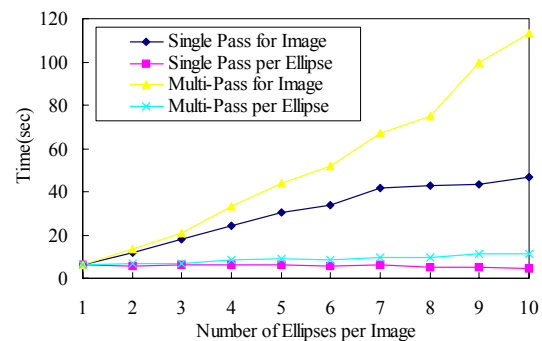 120
100
80
60
40
20
0
Time(sec)
Single Pass for Image
Single Pass per Ellipse
Multi-Pass for Image
Multi-Pass per Ellipse
1 2 3 4 5 6 7 8 9 10
Number of Ellipses per Image